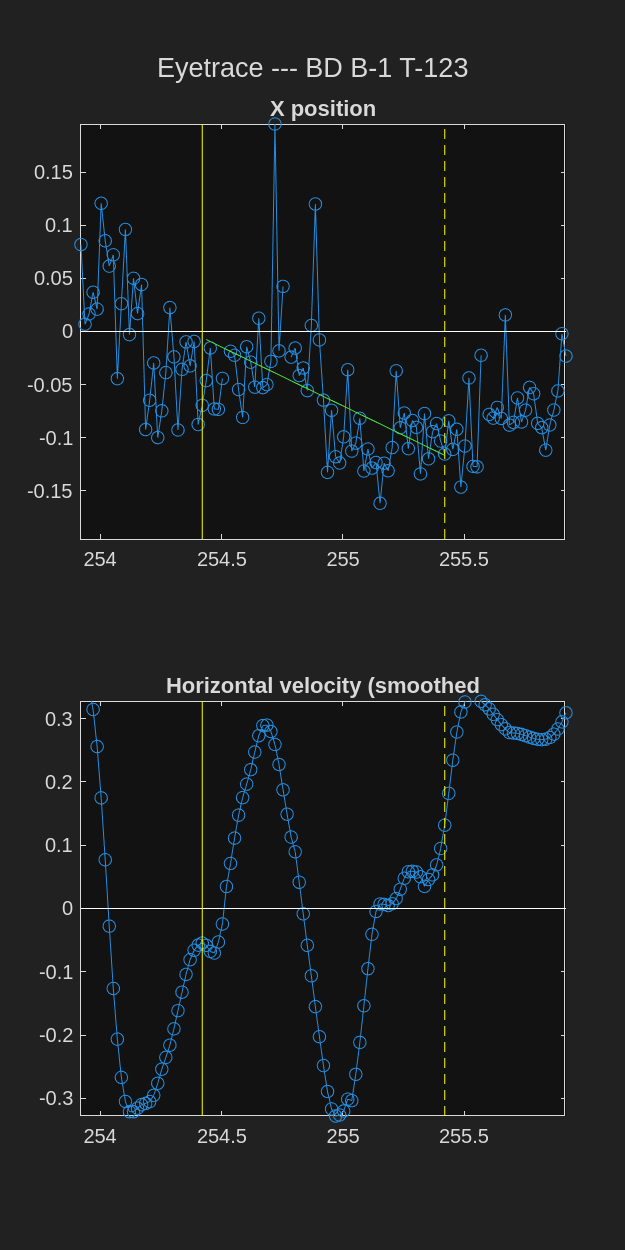 Eyetrace --- BD B-1 T-123
X position
0.15
0.1
0.05
0
-0.05
-0.1
-0.15
254 254.5 255 255.5
Horizontal velocity (smoothed
0.3
0.2
0.1
0
-0.1
-0.2
-0.3
254 254.5 255 255.5